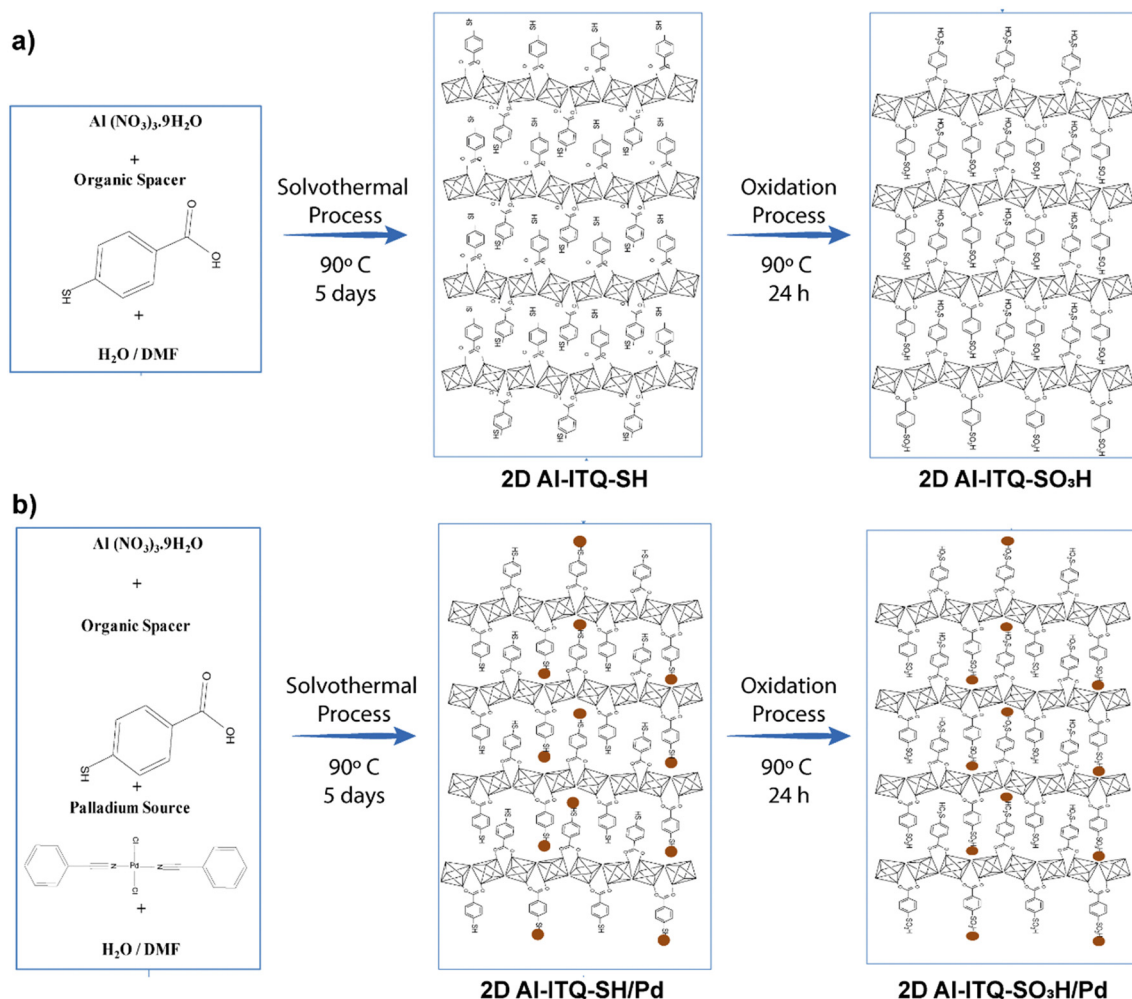 a)
Al (NO₃)₃.9H₂O
+
Organic Spacer
O
OH
SH
+
H₂O / DMF
Solvothermal
Process
90º C
5 days
2D Al-ITQ-SH
Oxidation
Process
90º C
24 h
2D Al-ITQ-SO₃H
b)
Al (NO₃)₃.9H₂O
+
Organic Spacer
O
OH
SH
+
Palladium Source
Cl
N Pd N
Cl
+
H₂O / DMF
Solvothermal
Process
90º C
5 days
2D Al-ITQ-SH/Pd
Oxidation
Process
90º C
24 h
2D Al-ITQ-SO₃H/Pd